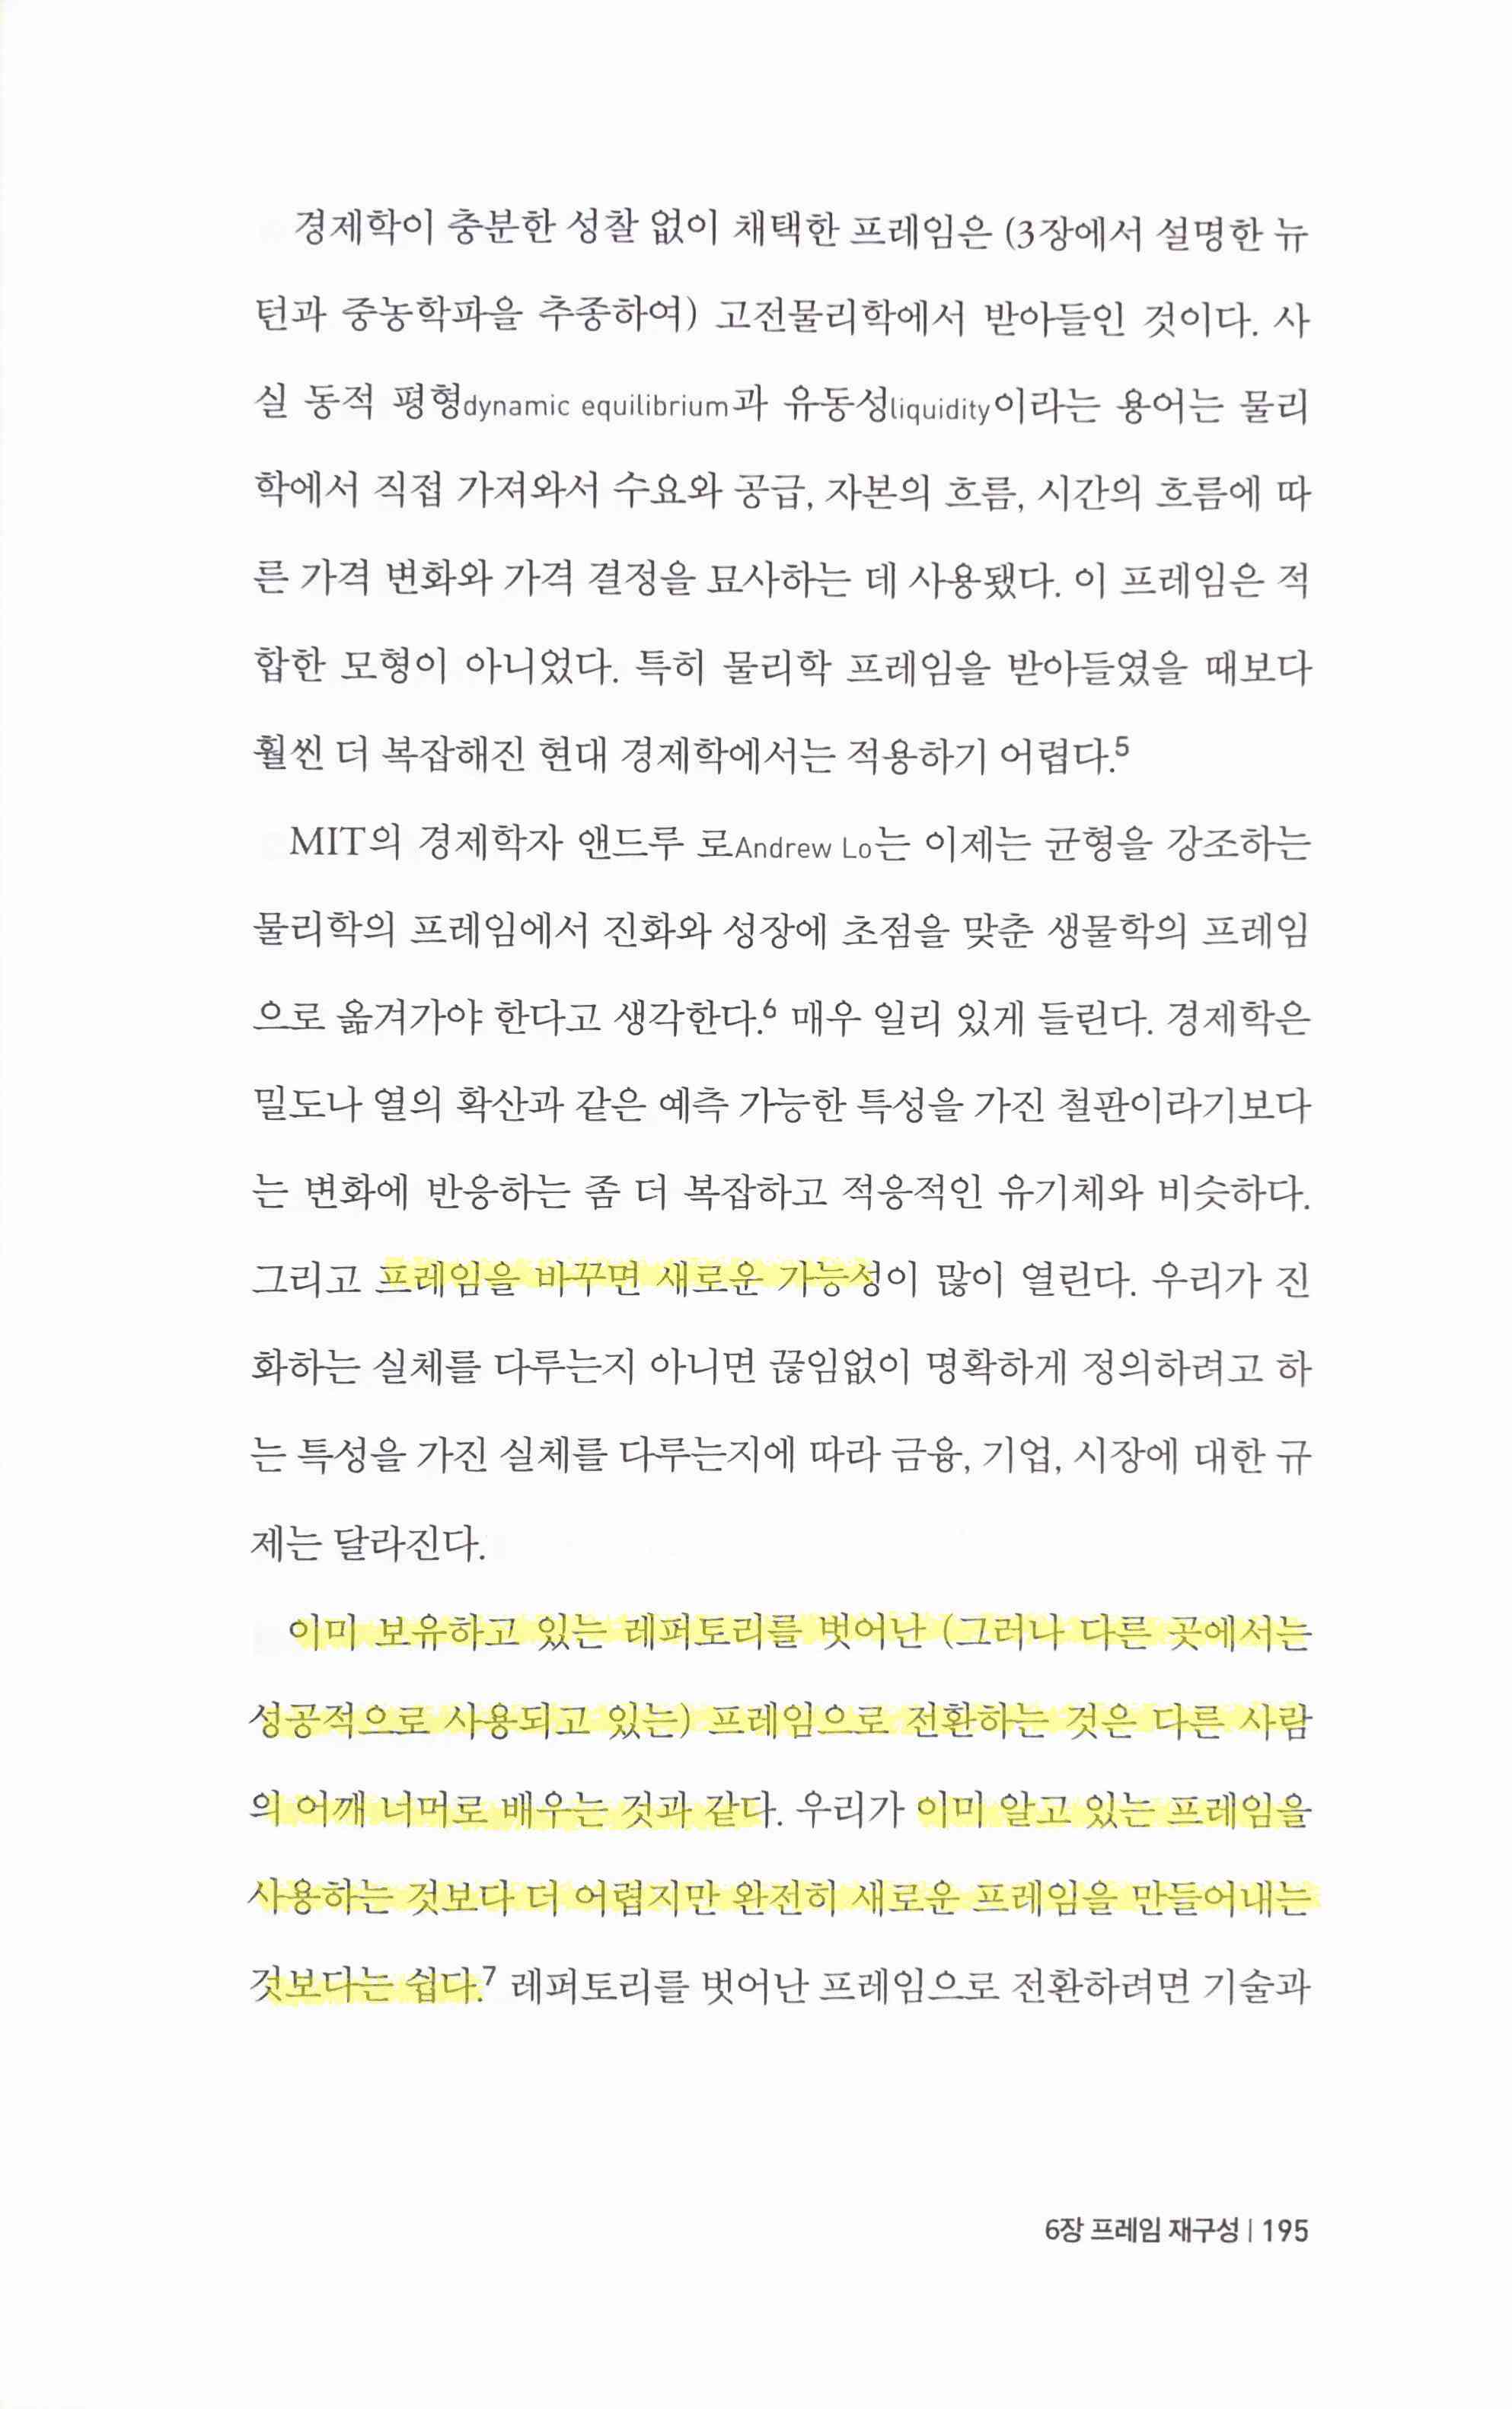 경제학이 충분한 성찰 없이 채택한 프레임은 (3장에서 설명한 뉴
턴과 중농학파을 추종하여) 고전물리학에서 받아들인 것이다. 사
실 동적 평형dynamic equilibrium과 유동성liquidity이라는 용어는 물리
학에서 직접 가져와서 수요와 공급, 자본의 흐름, 시간의 흐름에 따
른 가격 변화와 가격 결정을 묘사하는 데 사용됐다. 이 프레임은 적
합한 모형이 아니었다. 특히 물리학 프레임을 받아들였을 때보다
훨씬 더 복잡해진 현대 경제학에서는 적용하기 어렵다.5
MIT의 경제학자 앤드루 로Andrew Lo는 이제는 균형을 강조하는
물리학의 프레임에서 진화와 성장에 초점을 맞춘 생물학의 프레임
으로 옮겨가야 한다고 생각한다.6 매우 일리 있게 들린다. 경제학은
밀도나 열의 확산과 같은 예측 가능한 특성을 가진 철판이라기보다
는 변화에 반응하는 좀 더 복잡하고 적응적인 유기체와 비슷하다.
그리고 프레임을 바꾸면 새로운 가능성이 많이 열린다. 우리가 진
화하는 실체를 다루는지 아니면 끊임없이 명확하게 정의하려고 하
는 특성을 가진 실체를 다루는지에 따라 금융, 기업, 시장에 대한 규
제는 달라진다.
이미 보유하고 있는 레퍼토리를 벗어난 (그러나 다른 곳에서는
성공적으로 사용되고 있는) 프레임으로 전환하는 것은 다른 사람
의 어깨 너머로 배우는 것과 같다. 우리가 이미 알고 있는 프레임을
사용하는 것보다 더 어렵지만 완전히 새로운 프레임을 만들어내는
것보다는 쉽다.7 레퍼토리를 벗어난 프레임으로 전환하려면 기술과
6장 프레임 재구성 | 195